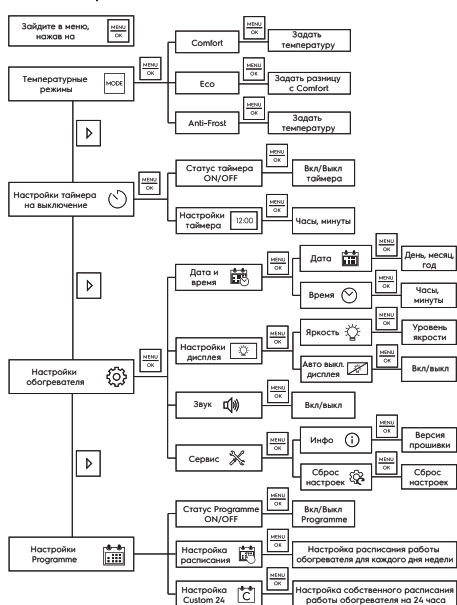 Зайдите в меню,
нажав на
MENU
OK
Температурные
режимы
MODE
MENU
OK
Comfort
MENU
OK
Задать
температуру
Eco
MENU
OK
Задать разницу
с Comfort
Anti-Frost
MENU
OK
Задать
температуру
Настройки таймера
на выключение
MENU
OK
Статус таймера
ON/OFF
MENU
OK
Вкл/Выкл
таймера
Настройки
таймера
12:00
MENU
OK
Часы, минуты
Настройки
обогревателя
MENU
OK
Дата и
время
MENU
OK
Дата
MENU
OK
День, месяц,
год
Время
MENU
OK
Часы,
минуты
Настройки
дисплея
MENU
OK
Яркость
MENU
OK
Уровень
якрости
Авто выкл.
дисплея
MENU
OK
Вкл/выкл
Звук
MENU
OK
Вкл/выкл
Сервис
MENU
OK
Инфо
MENU
OK
Версия
прошивки
Сброс
настроек
MENU
OK
Сброс
настроек
Настройки
Programme
Статус Programme
ON/OFF
MENU
OK
Вкл/Выкл
Programme
Настройка
расписания
MENU
OK
Настройка расписания работы
обогревателя для каждого дня недели
Настройка
Custom 24
C
MENU
OK
Настройка собственного расписания
работы обогревателя на 24 часа